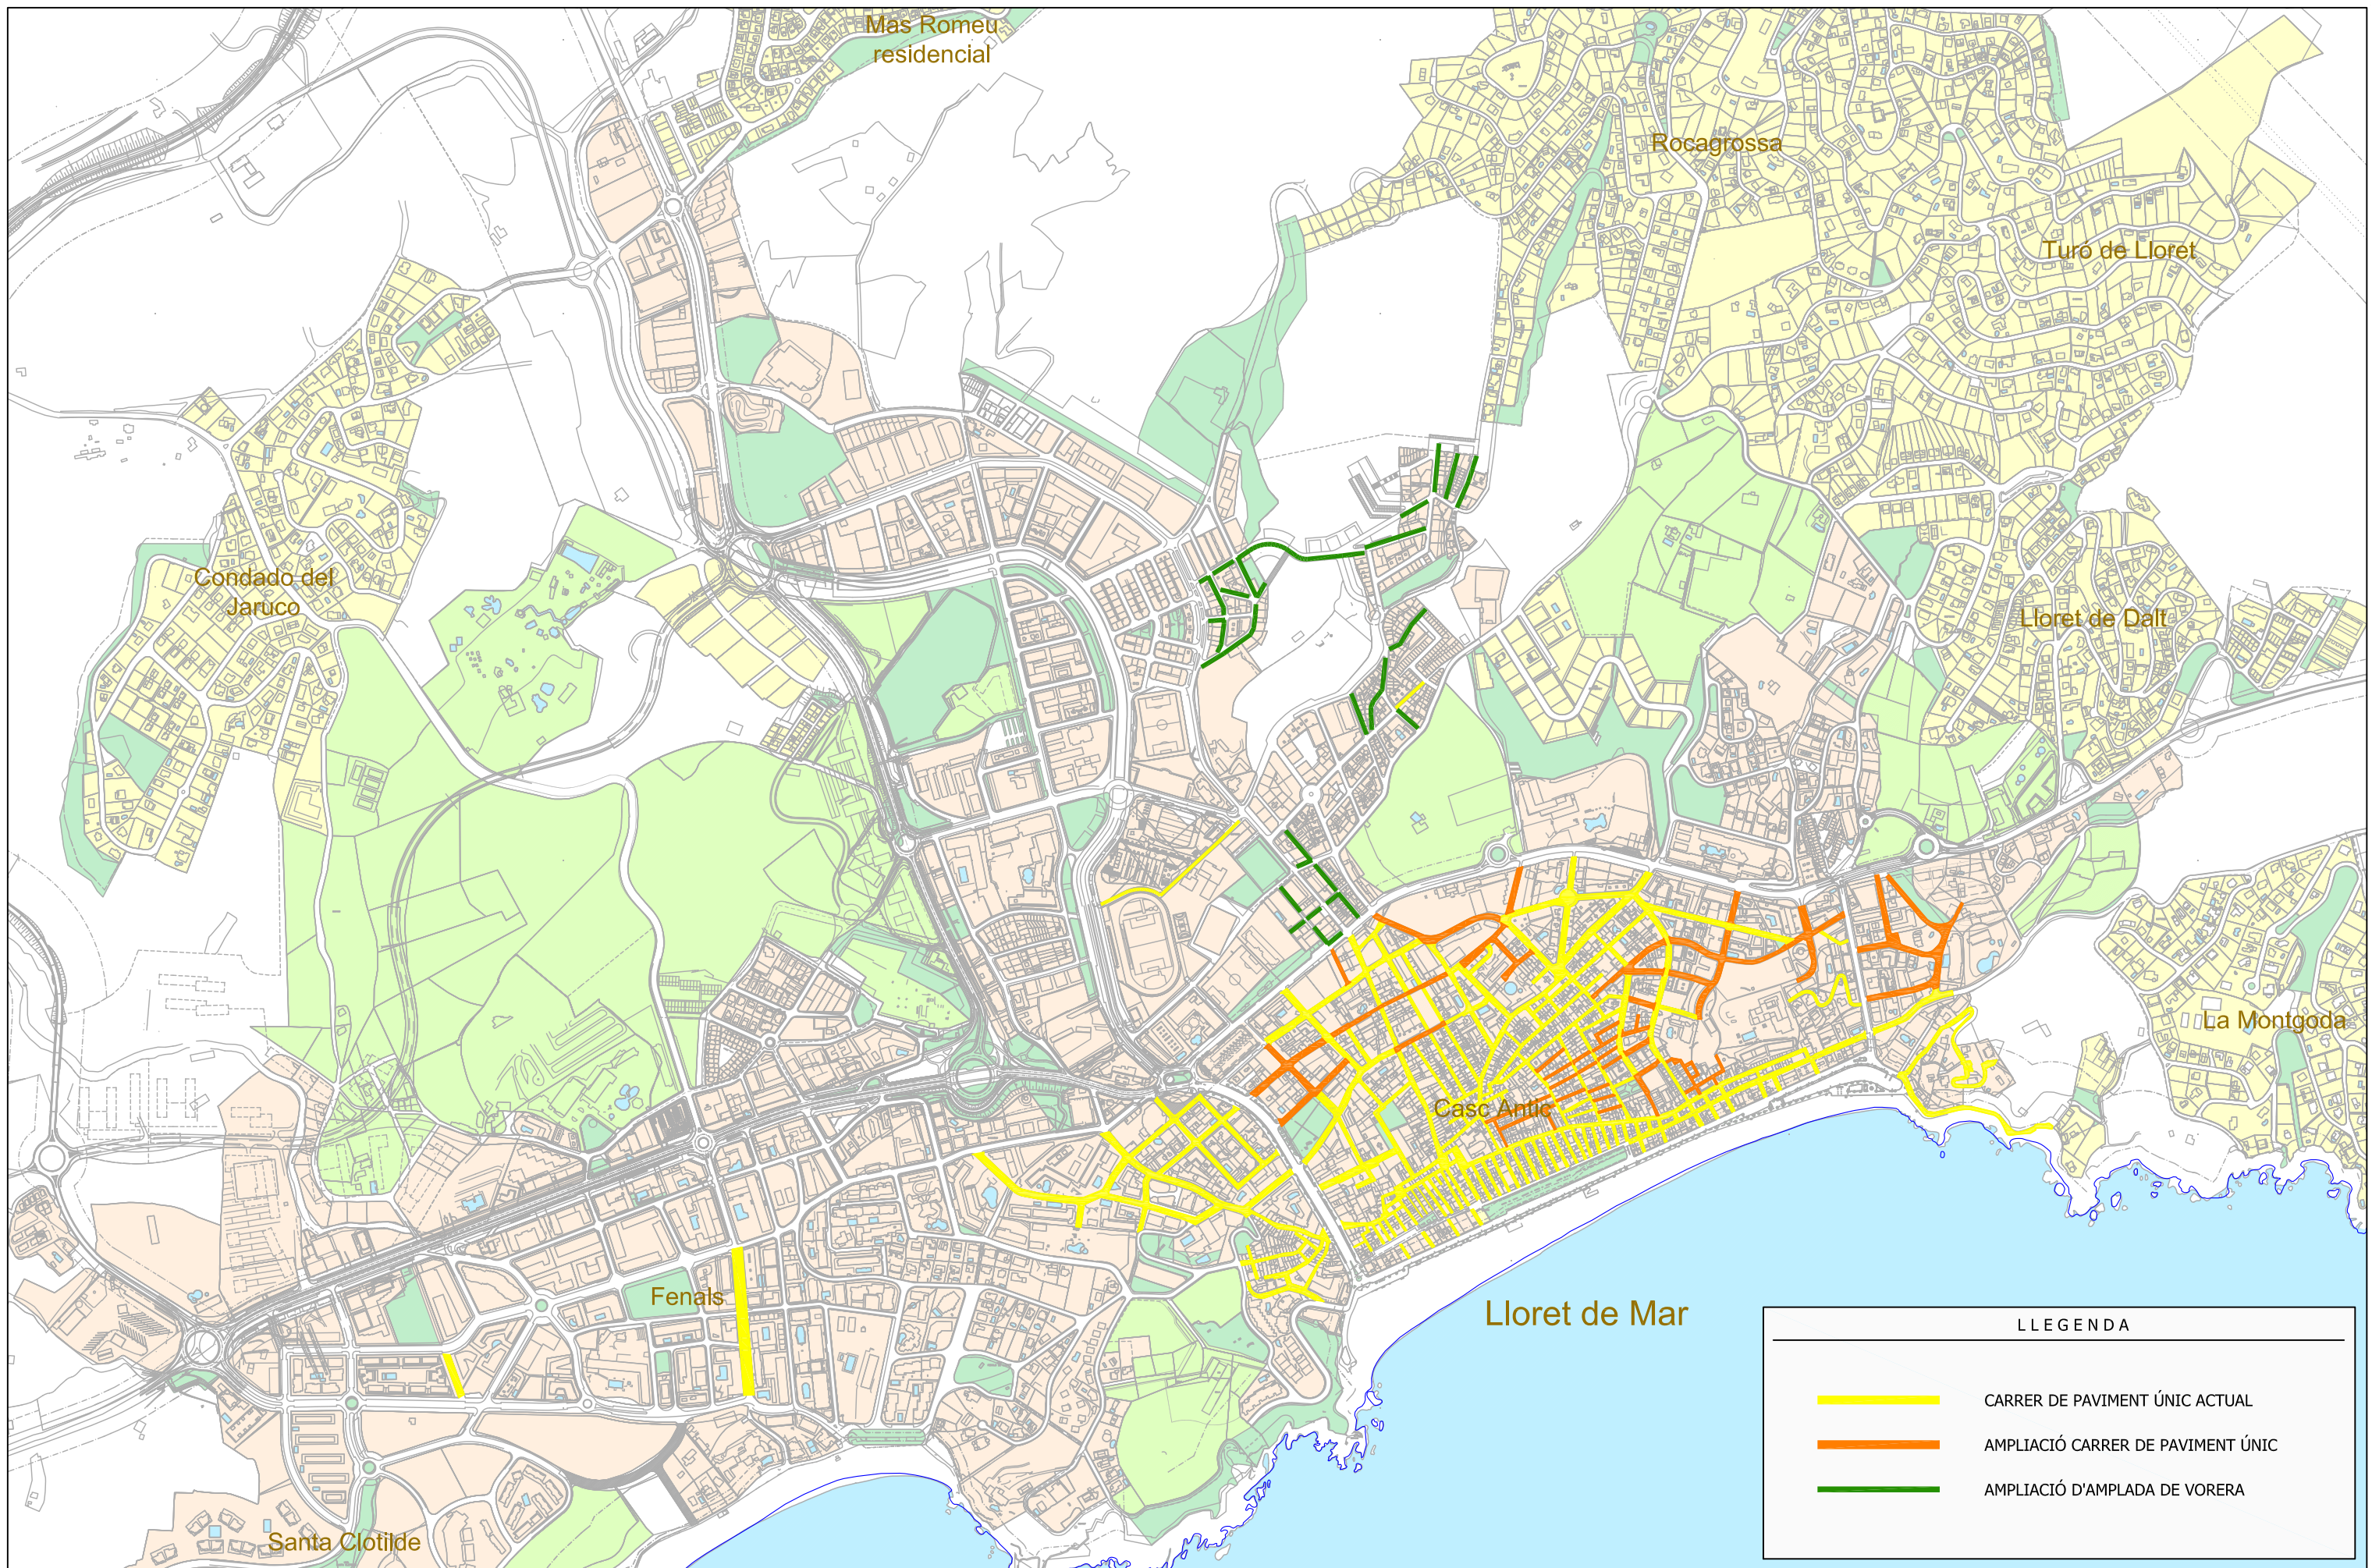 Mas Romeu
residencial
Rocagrossa
Turó de Lloret
Condado del
Jaruco
Lloret de Dalt
La Montgoda
Casc Antic
Fenals
Lloret de Mar
Santa Clotilde
LLEGENDA
CARRER DE PAVIMENT ÚNIC ACTUAL
AMPLIACIÓ CARRER DE PAVIMENT ÚNIC
AMPLIACIÓ D'AMPLADA DE VORERA